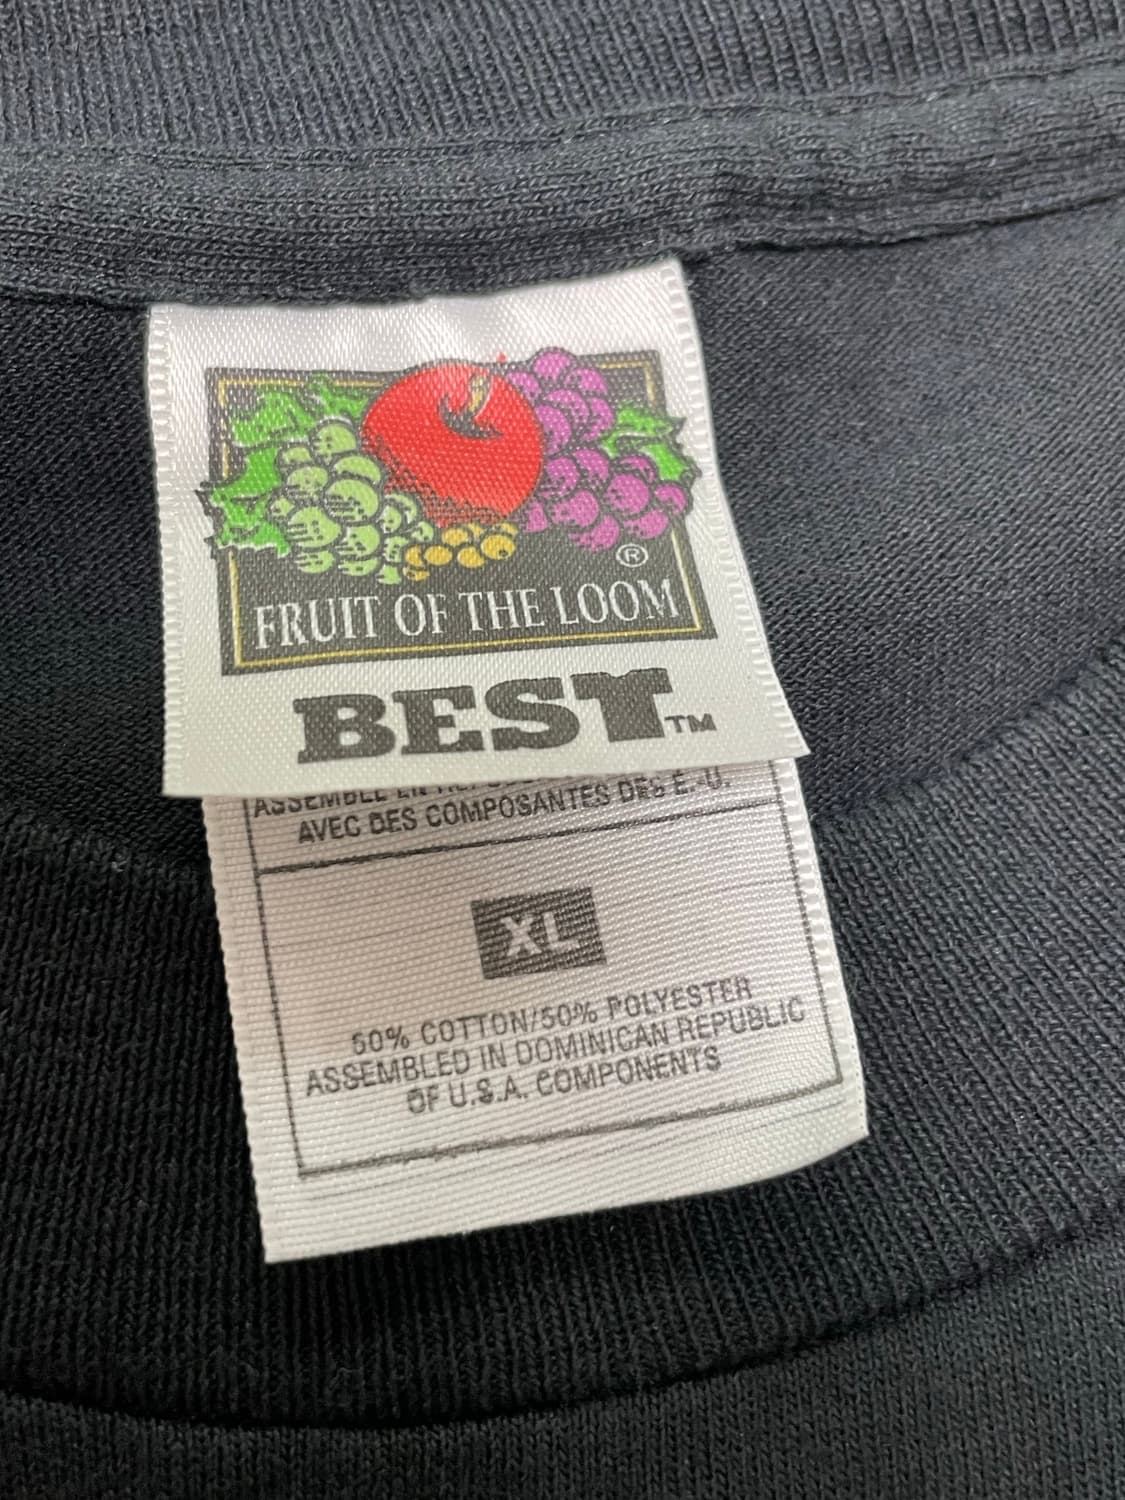 ®
FRUIT OF THE LOOM
BEST™
AVEC DES COMPOSANTES DES É.-U.
XL
50% COTTON/50% POLYESTER
ASSEMBLED IN DOMINICAN REPUBLIC
OF U.S.A. COMPONENTS